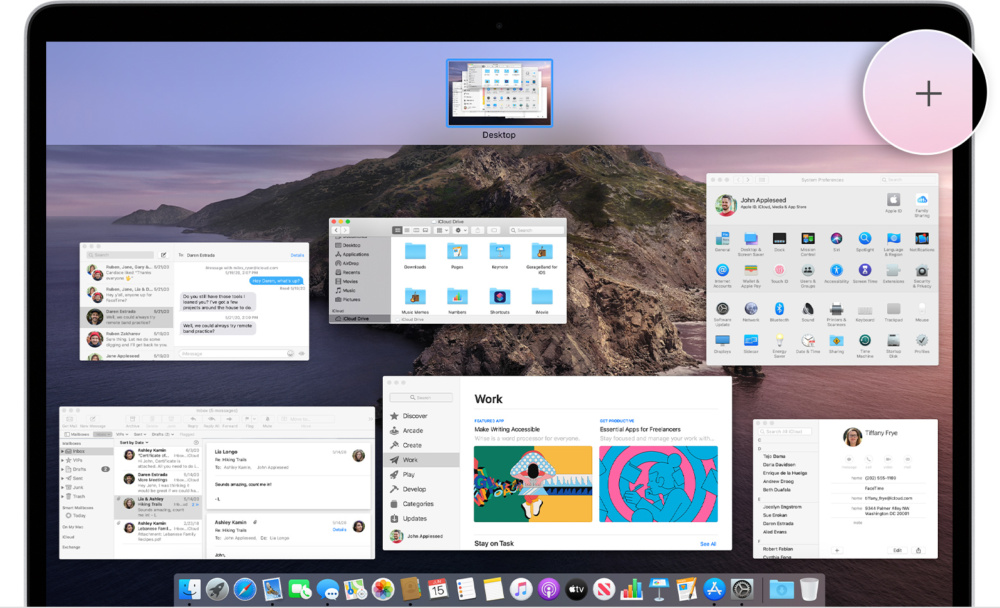 Desktop
System Preferences
Search
John Appleseed
Apple ID, iCloud, Media & App Store
Apple ID
Family
Sharing
General
Desktop &
Screen Saver
Dock
Mission
Control
Siri
Spotlight
Language
& Region
Notifications
Internet
Accounts
Wallet &
Apple Pay
Touch ID
Users &
Groups
Accessibility
Screen Time
Extensions
Security
& Privacy
Software
Update
Network
Bluetooth
Sound
Printers &
Scanners
Keyboard
Trackpad
Mouse
Displays
Sidecar
Energy
Saver
Date & Time
Sharing
Time
Machine
Startup
Disk
Profiles
iCloud Drive
Search
Documents
Desktop
Applications
AirDrop
Recents
Movies
Music
Pictures
iCloud
iCloud Drive
Downloads
Pages
Keynote
GarageBand for
iOS
Music Memos
Numbers
Shortcuts
iMovie
iCloud Drive
Search
To: Daren Estrada
Details
Ruben, Jane, Gary &... 5/21/20
Candace liked "Thanks
everyone 🖖"
Ruben, Jane, Lia & D... 5/21/20
Hey y'all, anyone up for
FaceTime?
Daren Estrada 5/21/20
Well, we could always try
remote band practice?
Ruben Zakharov 5/19/20
Sure thing. Let me do some
digging and I'll get back to you.
Jane Appleseed 5/19/20
iMessage with miles_ryan@icloud.com
5/19/20, 2:07 PM
Hey Daren, what's up?
Read 5/19/20
Do you still have those tools I
loaned you? I've got a few
projects around the house to do.
5/21/20, 2:00 PM
Well, we could always try remote
band practice?
iMessage
Inbox (5 messages)
Get Mail
New Message
Archive
Delete
Junk
Reply
Reply All
Forward
Flag
Mute
Move to...
Move
Mailboxes
Inbox
VIPs
Sent
Drafts (2)
Flagged
Mailboxes
Inbox
VIPs
Drafts 2
Sent
Junk
Trash
Smart Mailboxes
Today
On My Mac
iCloud
Exchange
Sort by Date
Ashley Kamin 6/3/20
"Certificate of... Inbox...iCloud
Hi John, Certificate is
attached. All you need to do i...
Daren Estrada 5/14/20
More Meetings Inbox...iCloud
Hey John, I was thinking it
would be great if we could ha...
Lia & Ashley 5/14/20
Hiking Trails Inb...ud 2
Sounds amazing, count
me in! - L
Ashley Kamin 2/23/18
Lebanese Famil... Inbox...iCloud
Attachment: Lebanese Family
Recipes.pdf
Lia Longo 5/14/20
Re: Hiking Trails
To: Ashley Kamin, John Appleseed
Sounds amazing, count me in!
- L
Ashley Kamin 5/14/20
Re: Hiking Trails Details
To: John Appleseed, Cc: Lia Longo
John,
Search
Discover
Arcade
Create
Work
Play
Develop
Categories
Updates
John Appleseed
Work
FEATURED APP
Make Writing Accessible
Wrise is a word processor for everyone.
GET PRODUCTIVE
Essential Apps for Freelancers
Stay focused and manage your work with...
Stay on Task
See All
Search All iCloud
C
D
Tejo Dama
Darla Davidson
Enrique de la Huelga
Andrew Droog
Beth Duafala
E
Jocelyn Engstrom
Sue Erokan
Daren Estrada
Aled Evans
F
Robert Fabian
Cynthia Fong
Tiffany Frye
message
call
video
mail
home (202) 555-1109
FaceTime
home tiffany_frye@icloud.com
home 9344 Palmer Alley NW
Washington DC 20001
note
Edit
JUN
15
tv